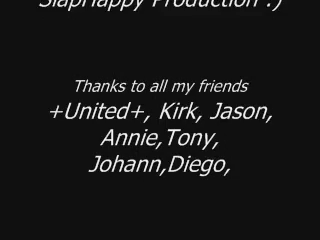 SlapHappy Production :)
Thanks to all my friends
+United+, Kirk, Jason,
Annie,Tony,
Johann,Diego,